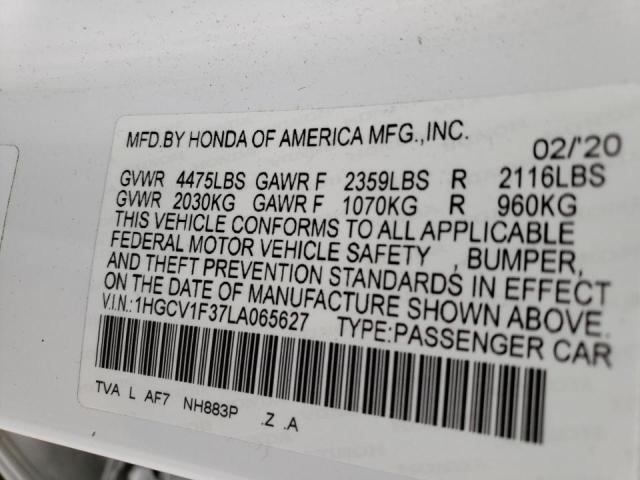 MFD.BY HONDA OF AMERICA MFG.,INC. 02/'20
GVWR 4475LBS GAWR F 2359LBS R 2116LBS
GVWR 2030KG GAWR F 1070KG R 960KG
THIS VEHICLE CONFORMS TO ALL APPLICABLE
FEDERAL MOTOR VEHICLE SAFETY , BUMPER,
AND THEFT PREVENTION STANDARDS IN EFFECT
ON THE DATE OF MANUFACTURE SHOWN ABOVE.
V.I.N.:1HGCV1F37LA065627 TYPE:PASSENGER CAR
TVA L AF7 NH883P .Z .A